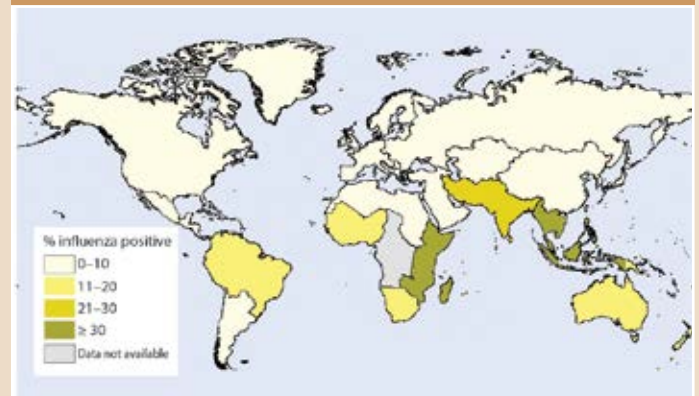 % influenza positive
0–10
11–20
21–30
≥ 30
Data not available